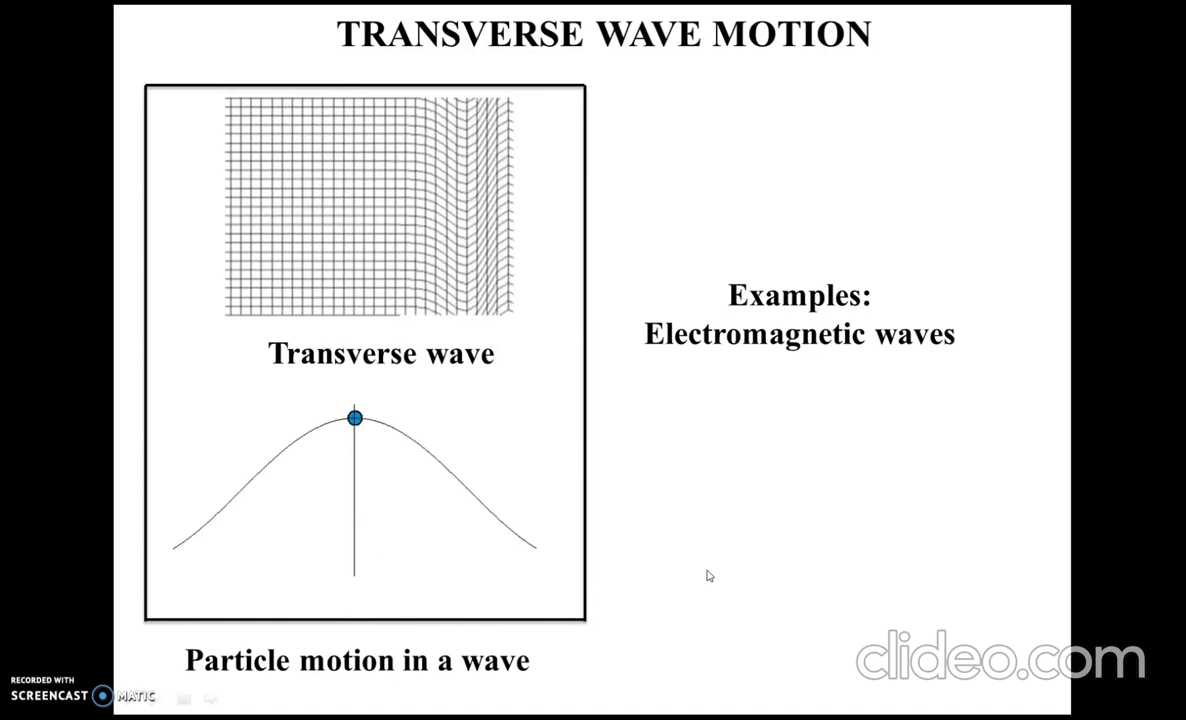 TRANSVERSE WAVE MOTION
Transverse wave
Examples:
Electromagnetic waves
Particle motion in a wave
RECORDED WITH
SCREENCAST MATIC
clideo.com